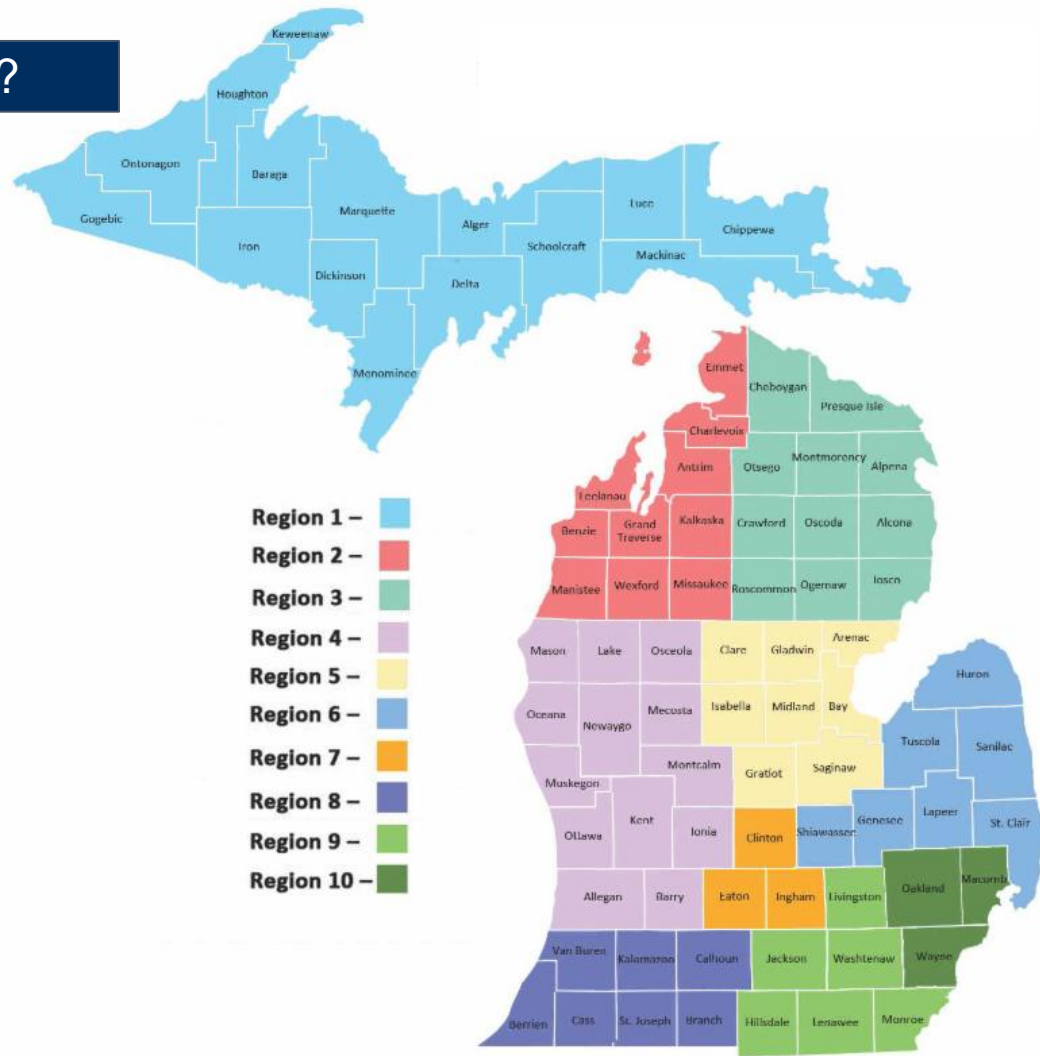 ?
Keweenaw
Houghton
Ontonagon
Baraga
Gogebic
Marquette
Iron
Alger
Luce
Chippewa
Schoolcraft
Mackinac
Dickinson
Delta
Menominee
Emmet
Cheboygan
Presque Isle
Charlevoix
Antrim
Otsego
Montmorency
Alpena
Leelanau
Benzie
Grand
Traverse
Kalkaska
Crawford
Oscoda
Alcona
Manistee
Wexford
Missaukee
Roscommon
Ogemaw
Iosco
Region 1 –
Region 2 –
Region 3 –
Region 4 –
Region 5 –
Region 6 –
Region 7 –
Region 8 –
Region 9 –
Region 10 –
Mason
Lake
Osceola
Clare
Gladwin
Arenac
Huron
Oceana
Newaygo
Mecosta
Isabella
Midland
Bay
Tuscola
Sanilac
Muskegon
Montcalm
Gratiot
Saginaw
Ottawa
Kent
Ionia
Clinton
Shiawassee
Genesee
Lapeer
St. Clair
Allegan
Barry
Eaton
Ingham
Livingston
Oakland
Macomb
Van Buren
Kalamazoo
Calhoun
Jackson
Washtenaw
Wayne
Berrien
Cass
St. Joseph
Branch
Hillsdale
Lenawee
Monroe